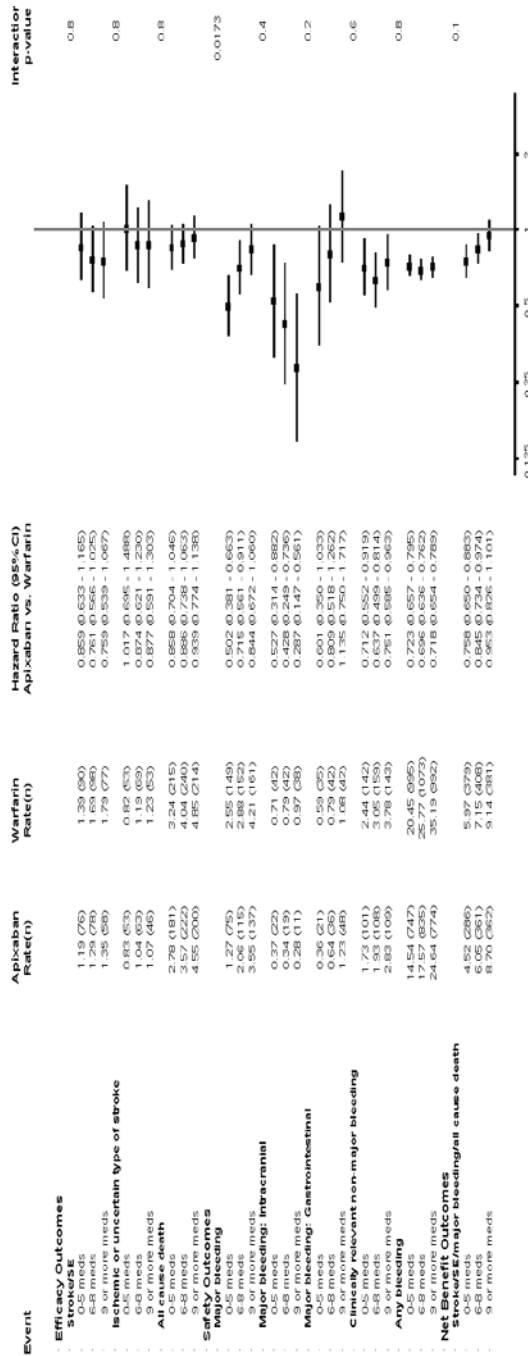 Event Apixaban Rate(n) Warfarin Rate(n) Hazard Ratio (95%CI) Apixaban vs. Warfarin Interaction p-value
Efficacy Outcomes
Stroke/SE 0.8
0-5 meds 1.19 (76) 1.39 (90) 0.859 (0.633 - 1.165)
6-8 meds 1.29 (78) 1.69 (98) 0.761 (0.566 - 1.025)
9 or more meds 1.35 (58) 1.79 (77) 0.759 (0.539 - 1.067)
Ischemic or uncertain type of stroke 0.8
0-5 meds 0.83 (53) 0.82 (53) 1.017 (0.695 - 1.488)
6-8 meds 1.04 (63) 1.19 (69) 0.874 (0.621 - 1.230)
9 or more meds 1.07 (46) 1.23 (53) 0.877 (0.591 - 1.303)
All cause death 0.8
0-5 meds 2.78 (181) 3.24 (215) 0.858 (0.704 - 1.046)
6-8 meds 3.57 (222) 4.04 (240) 0.886 (0.738 - 1.063)
9 or more meds 4.55 (200) 4.85 (214) 0.939 (0.774 - 1.138)
Safety Outcomes
Major bleeding 0.0173
0-5 meds 1.27 (75) 2.55 (149) 0.502 (0.381 - 0.663)
6-8 meds 2.06 (115) 2.88 (152) 0.715 (0.561 - 0.911)
9 or more meds 3.55 (137) 4.21 (161) 0.844 (0.672 - 1.060)
Major bleeding: Intracranial 0.4
0-5 meds 0.37 (22) 0.71 (42) 0.527 (0.314 - 0.882)
6-8 meds 0.34 (19) 0.79 (42) 0.428 (0.249 - 0.736)
9 or more meds 0.28 (11) 0.97 (38) 0.287 (0.147 - 0.561)
Major bleeding: Gastrointestinal 0.2
0-5 meds 0.36 (21) 0.59 (35) 0.601 (0.350 - 1.033)
6-8 meds 0.64 (36) 0.79 (42) 0.809 (0.518 - 1.262)
9 or more meds 1.23 (48) 1.08 (42) 1.135 (0.750 - 1.717)
Clinically relevant non-major bleeding 0.6
0-5 meds 1.73 (101) 2.44 (142) 0.712 (0.552 - 0.919)
6-8 meds 1.93 (108) 3.05 (159) 0.637 (0.499 - 0.814)
9 or more meds 2.83 (109) 3.78 (143) 0.751 (0.585 - 0.963)
Any bleeding 0.8
0-5 meds 14.54 (747) 20.45 (995) 0.723 (0.657 - 0.795)
6-8 meds 17.57 (835) 25.77 (1073) 0.696 (0.636 - 0.762)
9 or more meds 24.64 (774) 35.19 (992) 0.718 (0.654 - 0.789)
Net Benefit Outcomes
Stroke/SE/major bleeding/all cause death 0.1
0-5 meds 4.52 (286) 5.97 (379) 0.758 (0.650 - 0.883)
6-8 meds 6.05 (361) 7.15 (408) 0.845 (0.734 - 0.974)
9 or more meds 8.70 (362) 9.14 (381) 0.953 (0.826 - 1.101)
0.125 0.25 0.5 1 2